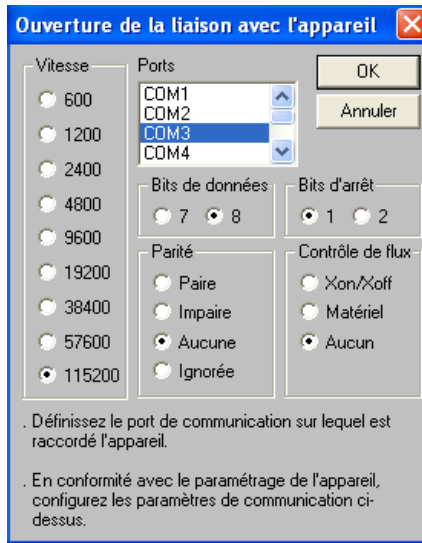 Ouverture de la liaison avec l'appareil
Vitesse
600
1200
2400
4800
9600
19200
38400
57600
115200
Ports
COM1
COM2
COM3
COM4
OK
Annuler
Bits de données
7 8
Bits d'arrêt
1 2
Parité
Paire
Impaire
Aucune
Ignorée
Contrôle de flux
Xon/Xoff
Matériel
Aucun
. Définissez le port de communication sur lequel est
raccordé l'appareil.
. En conformité avec le paramétrage de l'appareil,
configurez les paramètres de communication ci-
dessus.